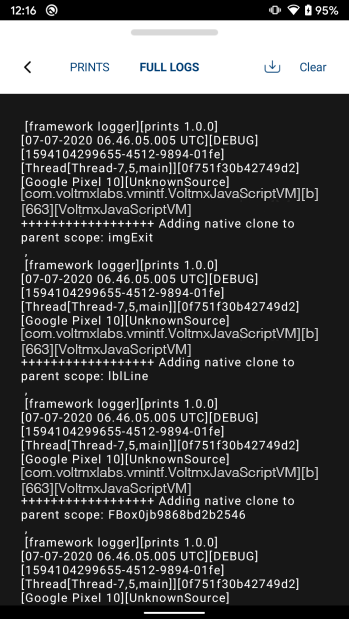 12:16
95%
PRINTS FULL LOGS Clear
[framework logger][prints 1.0.0]
[07-07-2020 06.46.05.005 UTC][DEBUG]
[1594104299655-4512-9894-01fe]
[Thread[Thread-7,5,main]][0f751f30b42749d2]
[Google Pixel 10][UnknownSource]
[com.voltmxlabs.vmintf.VoltmxJavaScriptVM][b]
[663][VoltmxJavaScriptVM]
++++++++++++++++++ Adding native clone to
parent scope: imgExit
,
[framework logger][prints 1.0.0]
[07-07-2020 06.46.05.005 UTC][DEBUG]
[1594104299655-4512-9894-01fe]
[Thread[Thread-7,5,main]][0f751f30b42749d2]
[Google Pixel 10][UnknownSource]
[com.voltmxlabs.vmintf.VoltmxJavaScriptVM][b]
[663][VoltmxJavaScriptVM]
++++++++++++++++++ Adding native clone to
parent scope: lblLine
,
[framework logger][prints 1.0.0]
[07-07-2020 06.46.05.005 UTC][DEBUG]
[1594104299655-4512-9894-01fe]
[Thread[Thread-7,5,main]][0f751f30b42749d2]
[Google Pixel 10][UnknownSource]
[com.voltmxlabs.vmintf.VoltmxJavaScriptVM][b]
[663][VoltmxJavaScriptVM]
++++++++++++++++++ Adding native clone to
parent scope: FBox0jb9868bd2b2546
,
[framework logger][prints 1.0.0]
[07-07-2020 06.46.05.005 UTC][DEBUG]
[1594104299655-4512-9894-01fe]
[Thread[Thread-7,5,main]][0f751f30b42749d2]
[Google Pixel 10][UnknownSource]